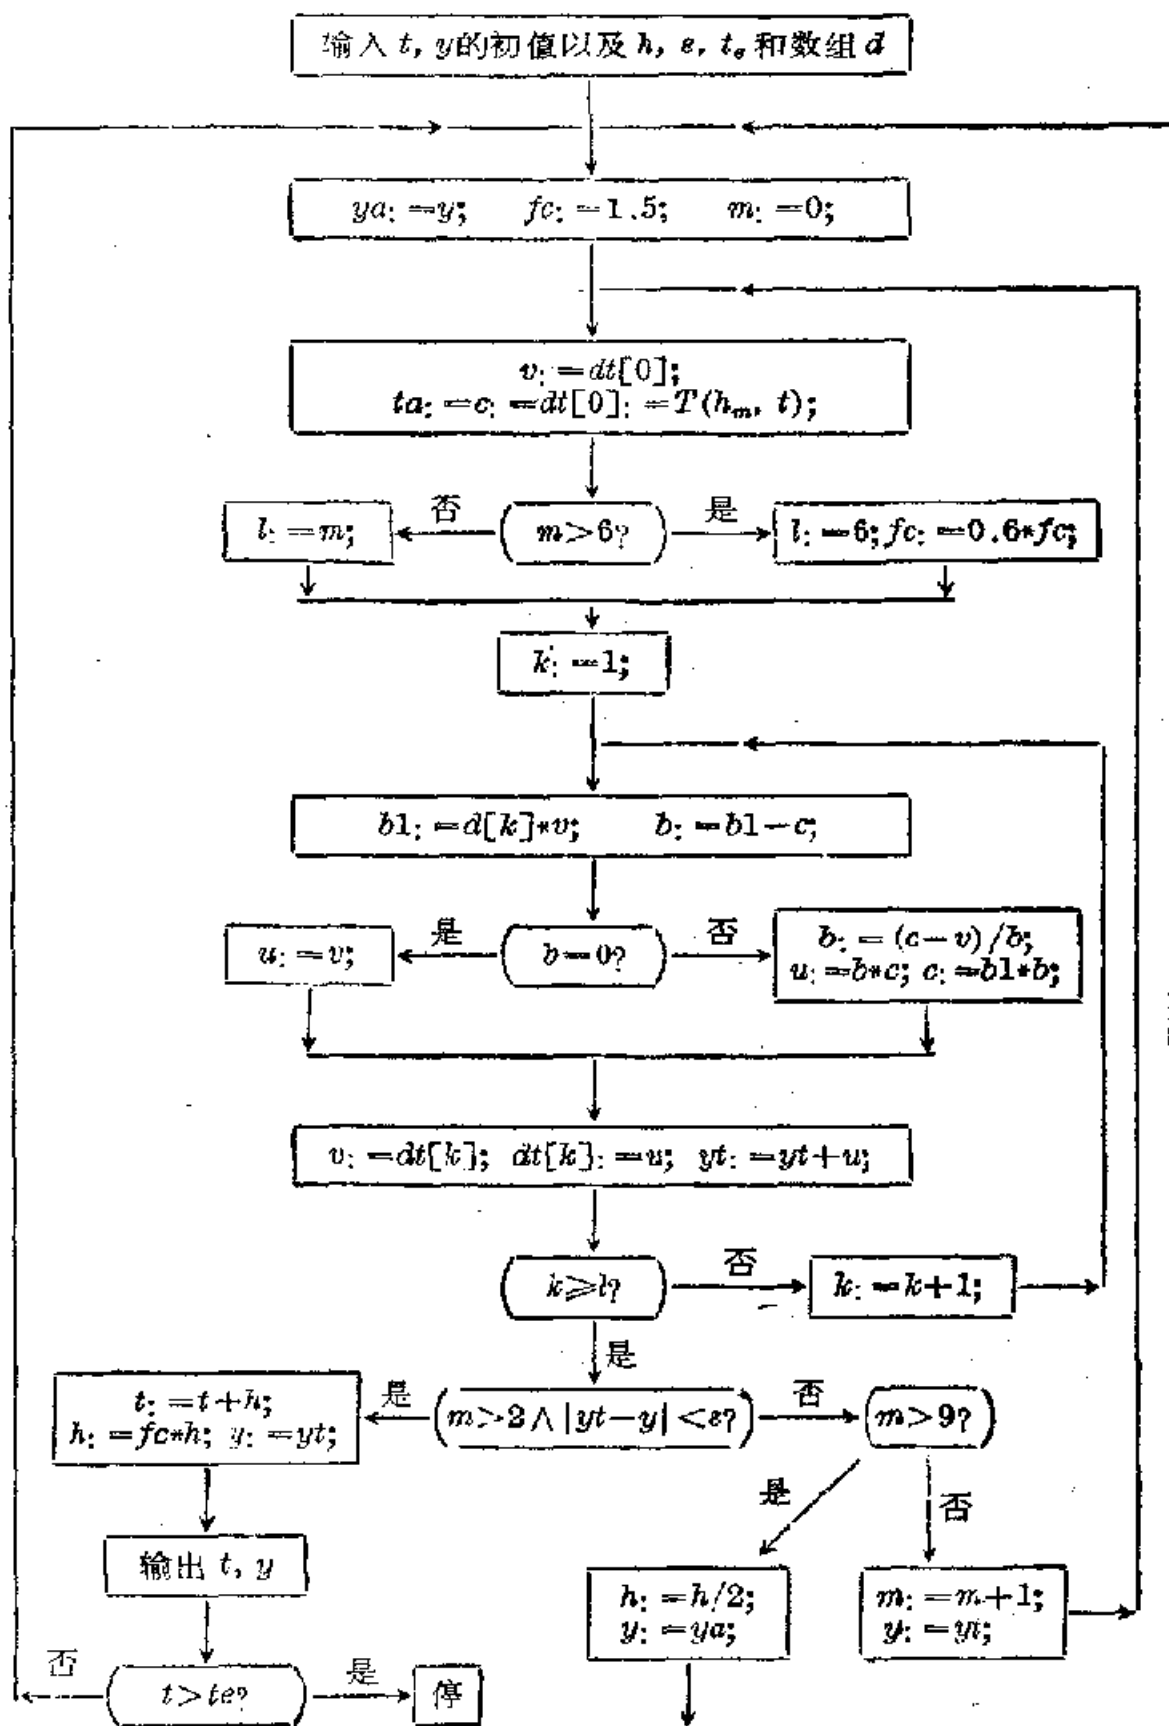 输入 t, y的初值以及 h, ε, tₑ 和数组 d
ya:=y; fc:=1.5; m:=0;
v:=dt[0];
ta:=c:=dt[0]:=T(hₘ, t);
l:=m;
否
m>6?
是
l:=6; fc:=0.6*fc;
k:=1;
b1:=d[k]*v; b:=b1-c;
u:=v;
是
b=0?
否
b:=(c-v)/b;
u:=b*c; c:=b1*b;
v:=dt[k]; dt[k]:=u; yt:=yt+u;
k⩾l?
否
k:=k+1;
是
t:=t+h;
h:=fc*h; y:=yt;
是
m>2∧|yt-y|<ε?
否
m>9?
是
否
输出 t, y
h:=h/2;
y:=ya;
m:=m+1;
y:=yt;
否
t>te?
是
停